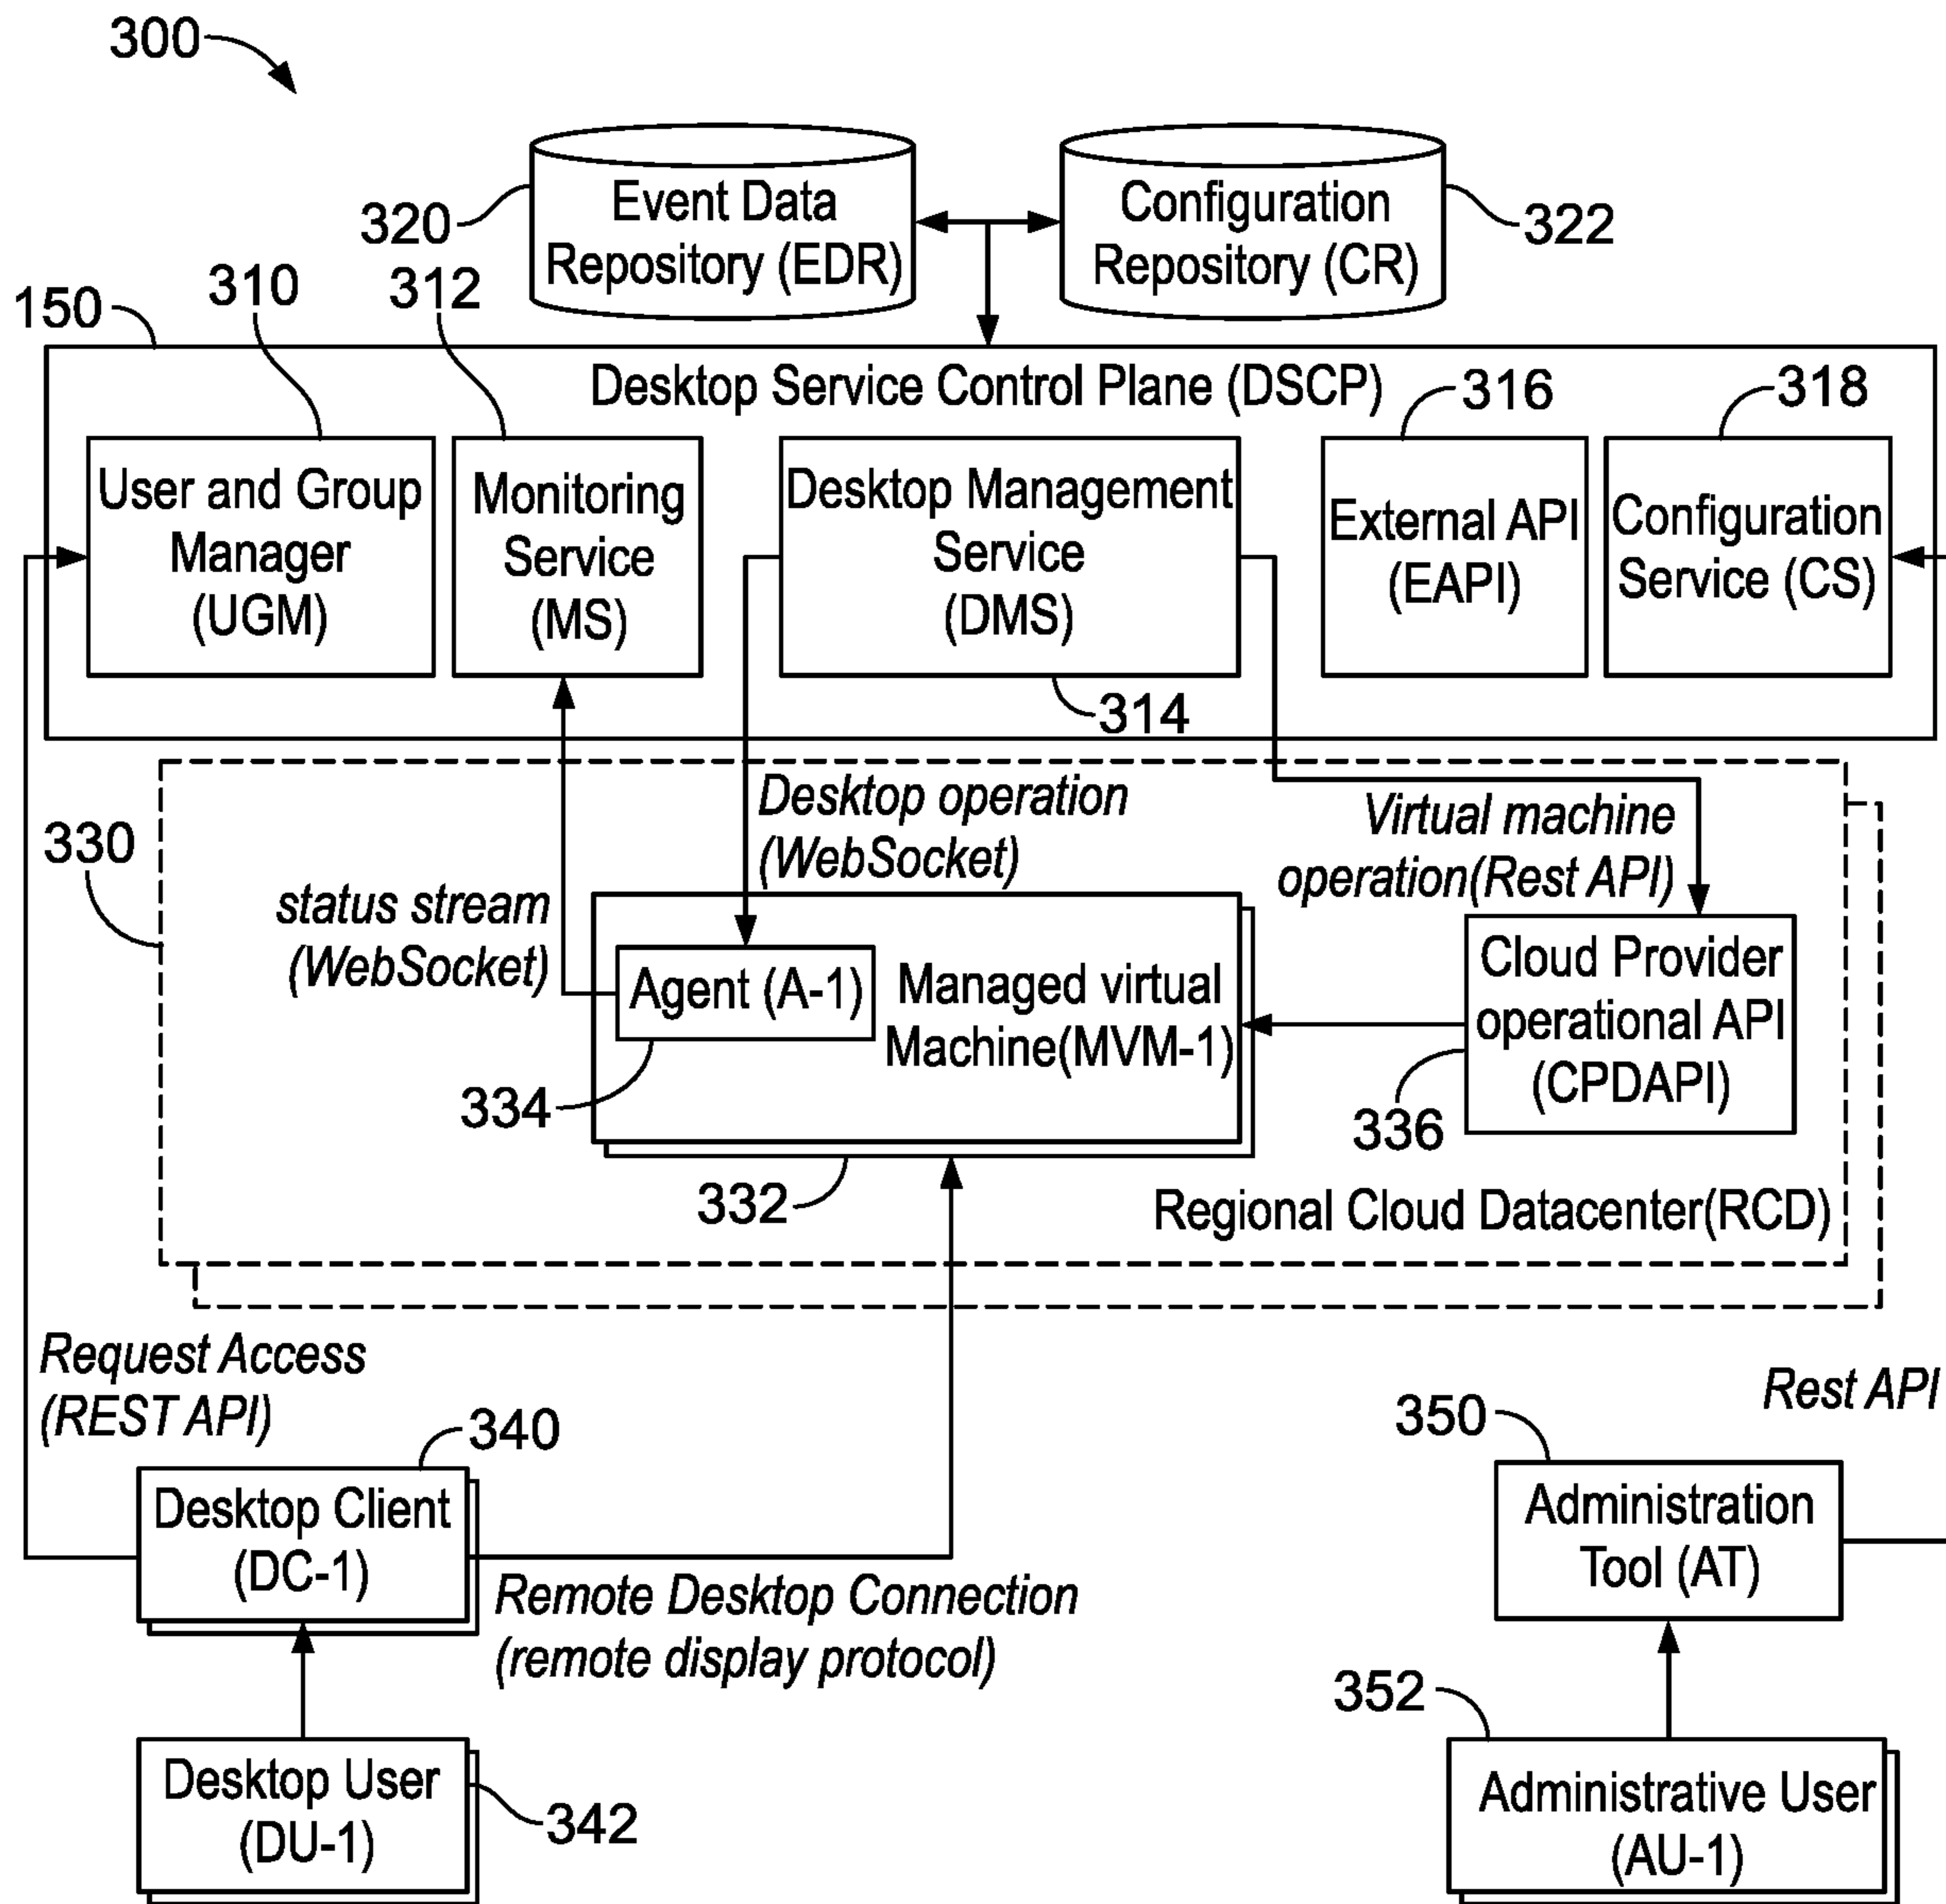 300
320
Event Data
Repository (EDR)
Configuration
Repository (CR)
322
150
310
312
Desktop Service Control Plane (DSCP)
316
318
User and Group
Manager
(UGM)
Monitoring
Service
(MS)
Desktop Management
Service
(DMS)
External API
(EAPI)
Configuration
Service (CS)
314
330
Desktop operation
(WebSocket)
Virtual machine
operation(Rest API)
status stream
(WebSocket)
Agent (A-1)
Managed virtual
Machine(MVM-1)
Cloud Provider
operational API
(CPDAPI)
334
336
332
Regional Cloud Datacenter(RCD)
Request Access
(REST API)
340
Rest API
350
Desktop Client
(DC-1)
Administration
Tool (AT)
Remote Desktop Connection
(remote display protocol)
352
Desktop User
(DU-1)
342
Administrative User
(AU-1)